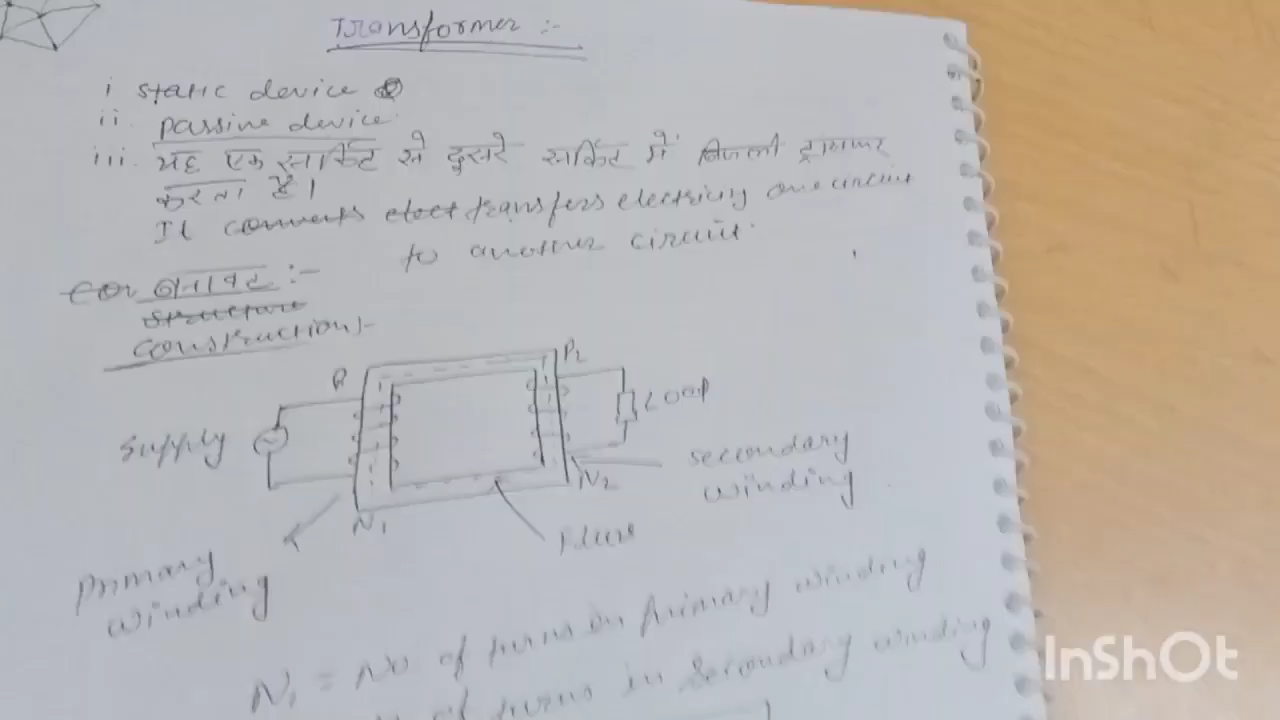 Transformer :-
i static device
ii. passive device.
iii. यह एक सार्किट से दुसरे सर्किट में बिजली ट्रांसफर
करता है।
It converts elect transfers electricity one circuit
to another circuit.
बनावट :-
structure
construction:-
P2
Load
Supply
secondary
winding
N2
N1
Flux
Primary
winding
N1 = No of turns in primary winding
of turns in secondary winding
InShOt